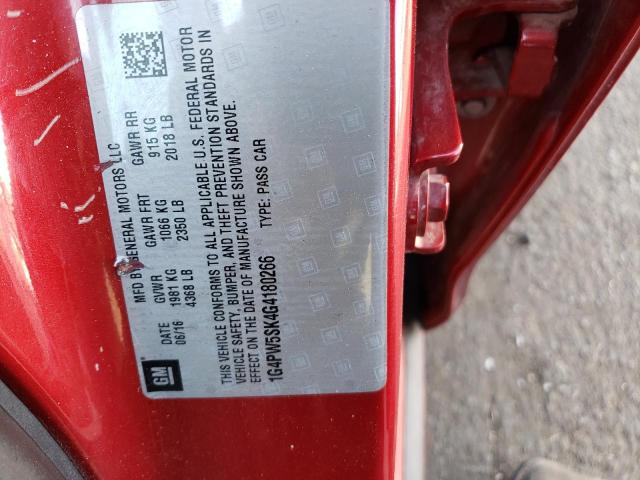 MFD BY GENERAL MOTORS LLC
DATE GVWR GAWR FRT GAWR RR
06/16 1981 KG 1066 KG 915 KG
4368 LB 2350 LB 2018 LB
THIS VEHICLE CONFORMS TO ALL APPLICABLE U.S. FEDERAL MOTOR
VEHICLE SAFETY, BUMPER, AND THEFT PREVENTION STANDARDS IN
EFFECT ON THE DATE OF MANUFACTURE SHOWN ABOVE.
1G4PW5SK4G4180266 TYPE: PASS CAR
GM